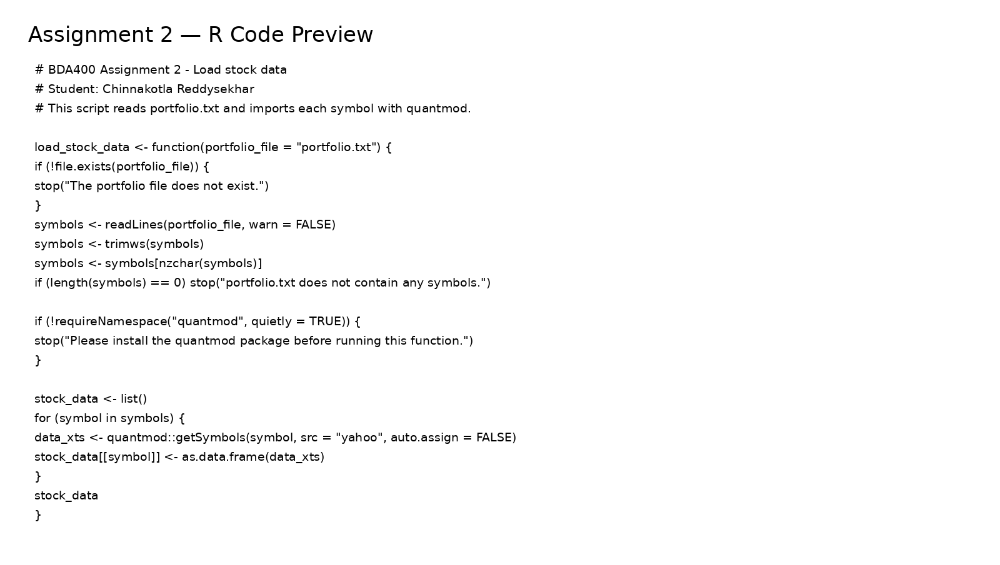 Assignment 2 — R Code Preview
# BDA400 Assignment 2 - Load stock data
# Student: Chinnakotla Reddysekhar
# This script reads portfolio.txt and imports each symbol with quantmod.
load_stock_data <- function(portfolio_file = "portfolio.txt") {
if (!file.exists(portfolio_file)) {
stop("The portfolio file does not exist.")
}
symbols <- readLines(portfolio_file, warn = FALSE)
symbols <- trimws(symbols)
symbols <- symbols[nzchar(symbols)]
if (length(symbols) == 0) stop("portfolio.txt does not contain any symbols.")
if (!requireNamespace("quantmod", quietly = TRUE)) {
stop("Please install the quantmod package before running this function.")
}
stock_data <- list()
for (symbol in symbols) {
data_xts <- quantmod::getSymbols(symbol, src = "yahoo", auto.assign = FALSE)
stock_data[[symbol]] <- as.data.frame(data_xts)
}
stock_data
}